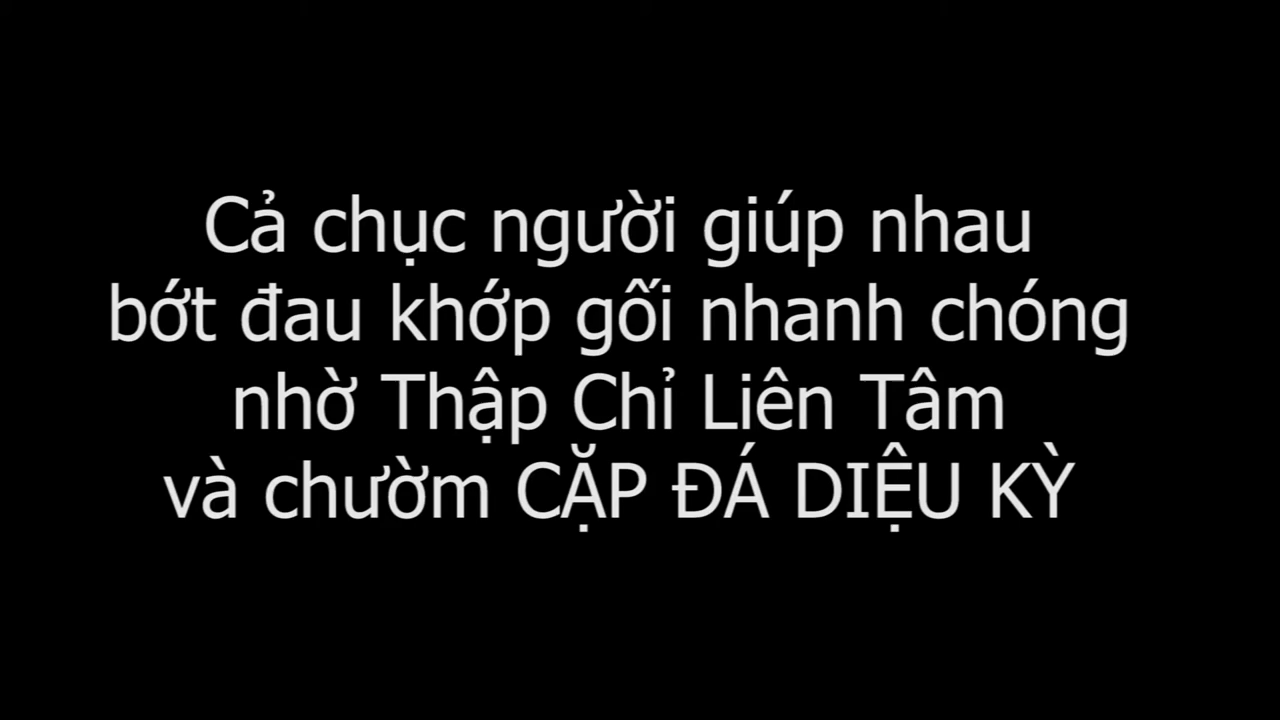 Cả chục người giúp nhau
bớt đau khớp gối nhanh chóng
nhờ Thập Chỉ Liên Tâm
và chườm CẶP ĐÁ DIỆU KỲ